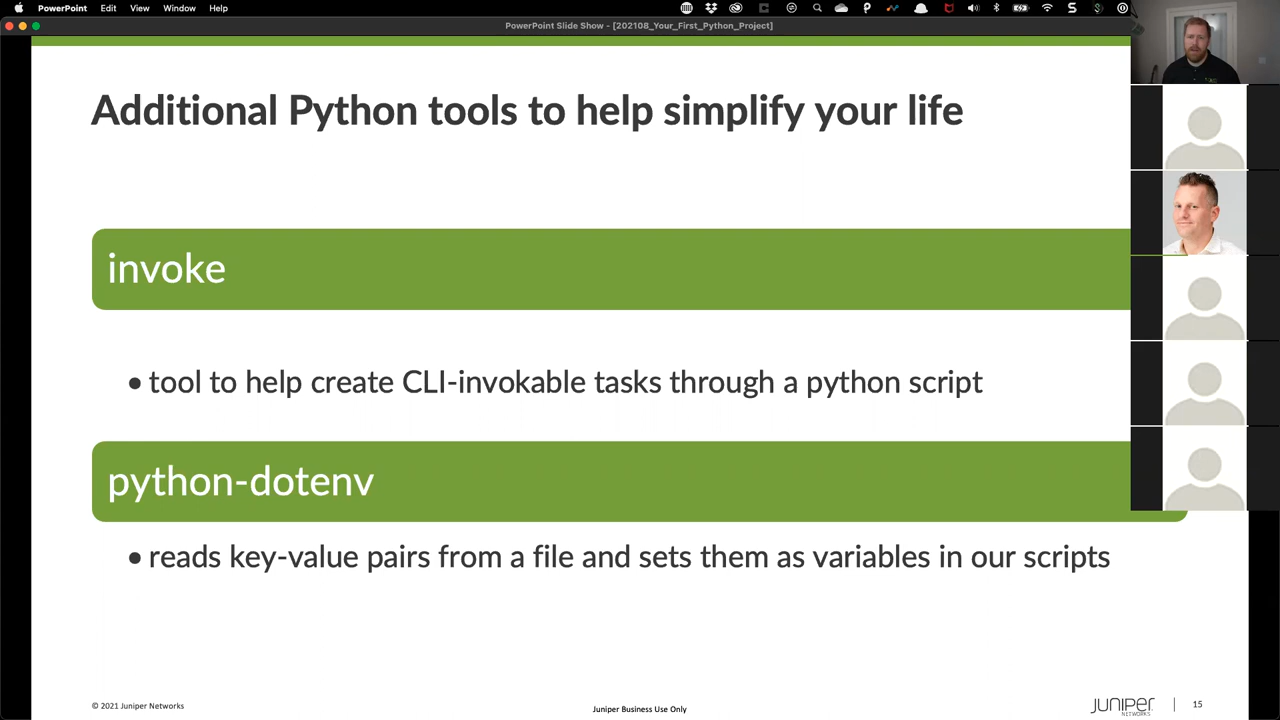 PowerPoint Edit View Window Help
PowerPoint Slide Show - [202108_Your_First_Python_Project]
Additional Python tools to help simplify your life
invoke
• tool to help create CLI-invokable tasks through a python script
python-dotenv
• reads key-value pairs from a file and sets them as variables in our scripts
© 2021 Juniper Networks
Juniper Business Use Only
JUNIPER
NETWORKS
15